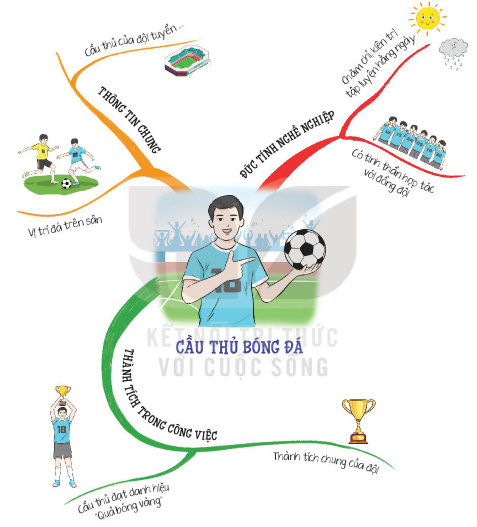 Cầu thủ của đội tuyển ...
THÔNG TIN CHUNG
Vị trí đá trên sân
Chăm chỉ kiên trì
tập luyện hằng ngày
ĐỨC TÍNH NGHỀ NGHIỆP
Có tinh thần hợp tác
với đồng đội
18
KẾT NỐI TRI THỨC
CẦU THỦ BÓNG ĐÁ
VỚI CUỘC SỐNG
THÀNH TÍCH TRONG CÔNG VIỆC
18
Cầu thủ đạt danh hiệu
"Quả bóng vàng"
Thành tích chung của đội